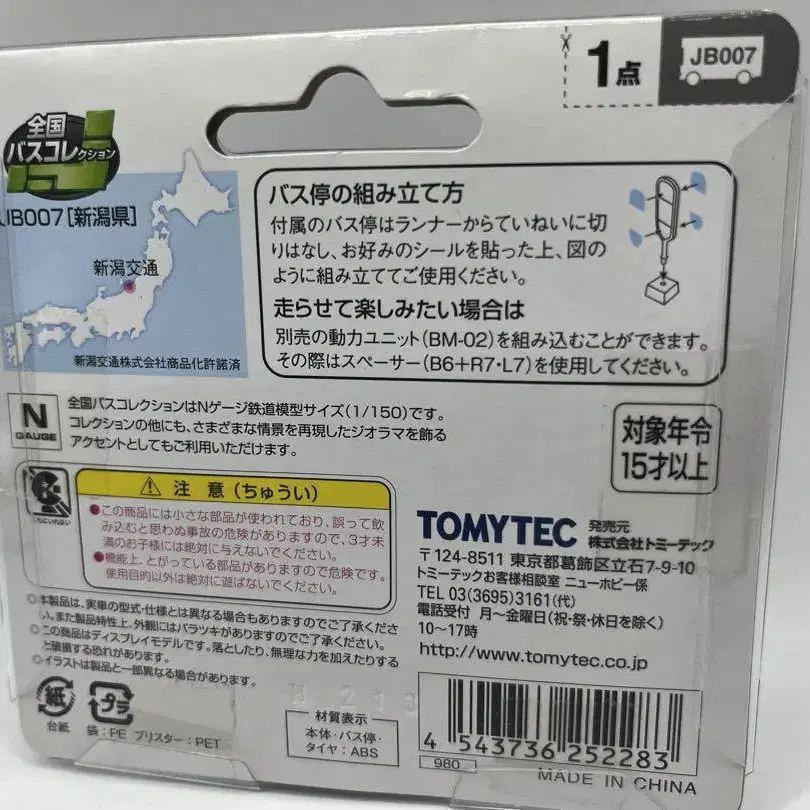 1点
JB007
全国
バスコレクション
JB007[新潟県]
新潟交通
新潟交通株式会社商品化許諾済
バス停の組み立て方
付属のバス停はランナーからていねいに切
りはなし、お好みのシールを貼った上、図の
ように組み立ててご使用ください。
走らせて楽しみたい場合は
別売の動力ユニット(BM-02)を組み込むことができます。
その際はスペーサー(B6+R7・L7)を使用してください。
N
GAUGE
全国バスコレクションはNゲージ鉄道模型サイズ(1/150)です。
コレクションの他にも、さまざまな情景を再現したジオラマを飾る
アクセントとしてもご利用いただけます。
対象年令
15才以上
口にいれない
注 意 (ちゅうい)
●この商品には小さな部品が使われており、誤って飲
み込むと思わぬ事故の危険がありますので、3才未
満のお子様には絶対に与えないでください。
●機能上、とがっている部分がありますので危険です。
使用目的以外は絶対に遊ばないでください。
TOMYTEC
発売元
株式会社トミーテック
〒124-8511 東京都葛飾区立石7-9-10
トミーテックお客様相談室 ニューホビー係
TEL 03(3695)3161(代)
電話受付 月〜金曜日(祝・祭・休日を除く)
10〜17時
http://www.tomytec.co.jp
○本製品は、実車の型式・仕様とは異なる場合もありますのでご了承くださ
い。また製品特性上、外観にはバラツキがありますのでご了承ください。
○この商品はディスプレイモデルです。落としたり、無理な力を加えたりする
と破損する恐れがあります。
○イラストは製品と一部異なる場合があります。
紙
台紙
プラ
袋:PE ブリスター:PET
材質表示
本体・バス停・
タイヤ:ABS
4 543736 252283
980
MADE IN CHINA